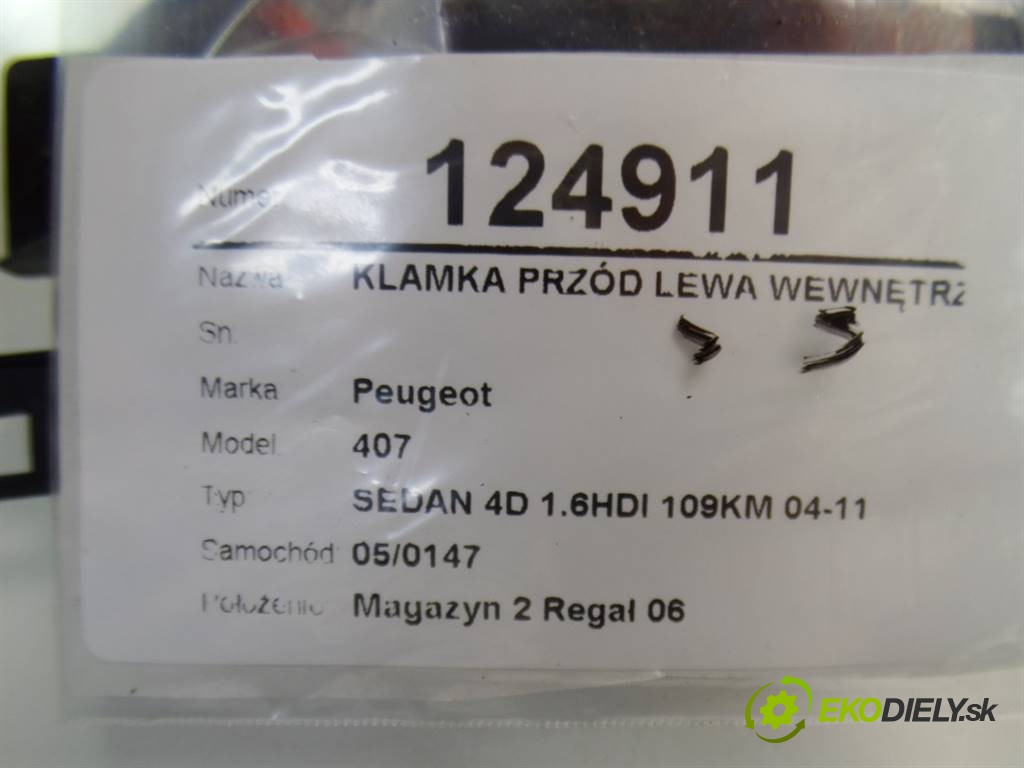 Numer 124911
Nazwa KLAMKA PRZÓD LEWA WEWNĘTRZ
Sn.
Marka Peugeot
Model 407
Typ SEDAN 4D 1.6HDI 109KM 04-11
Samochód 05/0147
Położenie Magazyn 2 Regał 06
EKODIELY.sk